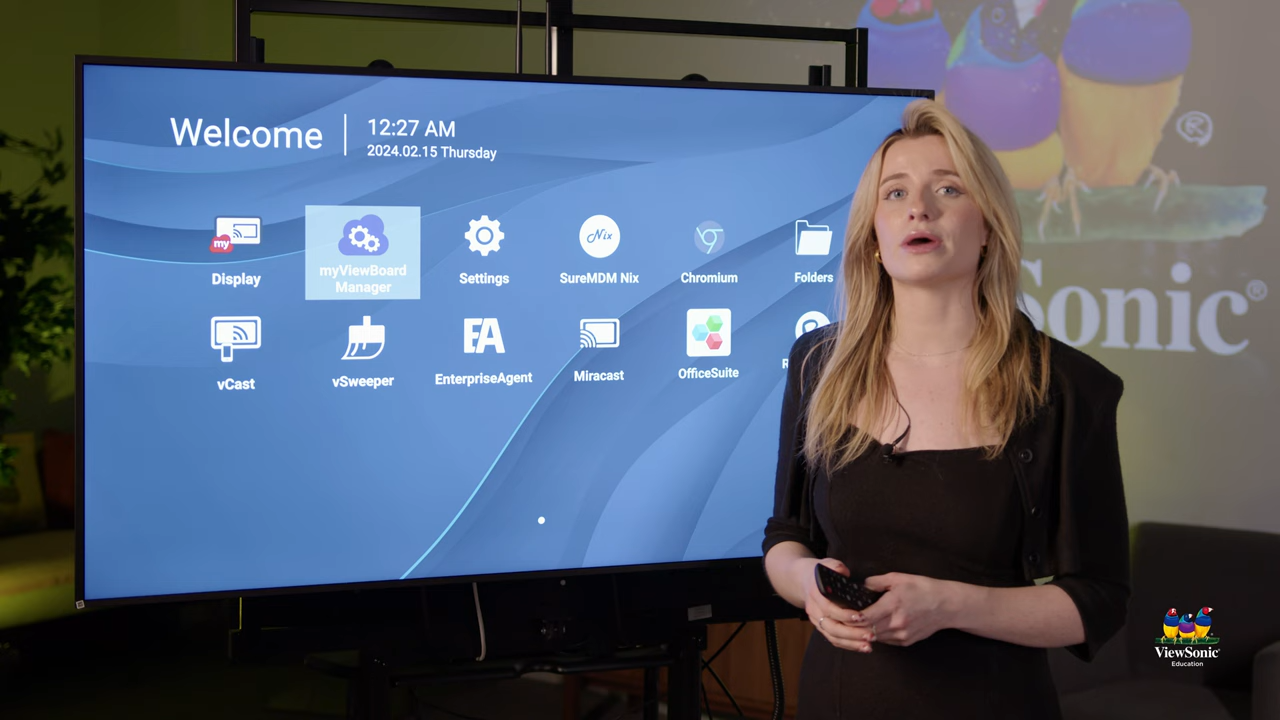 Welcome
12:27 AM
2024.02.15 Thursday
my
Display
myViewBoard
Manager
Settings
Nix
SureMDM Nix
Chromium
Folders
vCast
vSweeper
EA
EnterpriseAgent
Miracast
OfficeSuite
®
Sonic®
ViewSonic®
Education